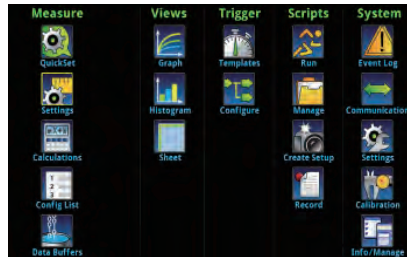 Measure Views Trigger Scripts System
QuickSet Graph Templates Run Event Log
Settings Histogram Configure Manage Communication
Calculations Sheet Create Setup Settings
Config List Record Calibration
Data Buffers Info/Manage